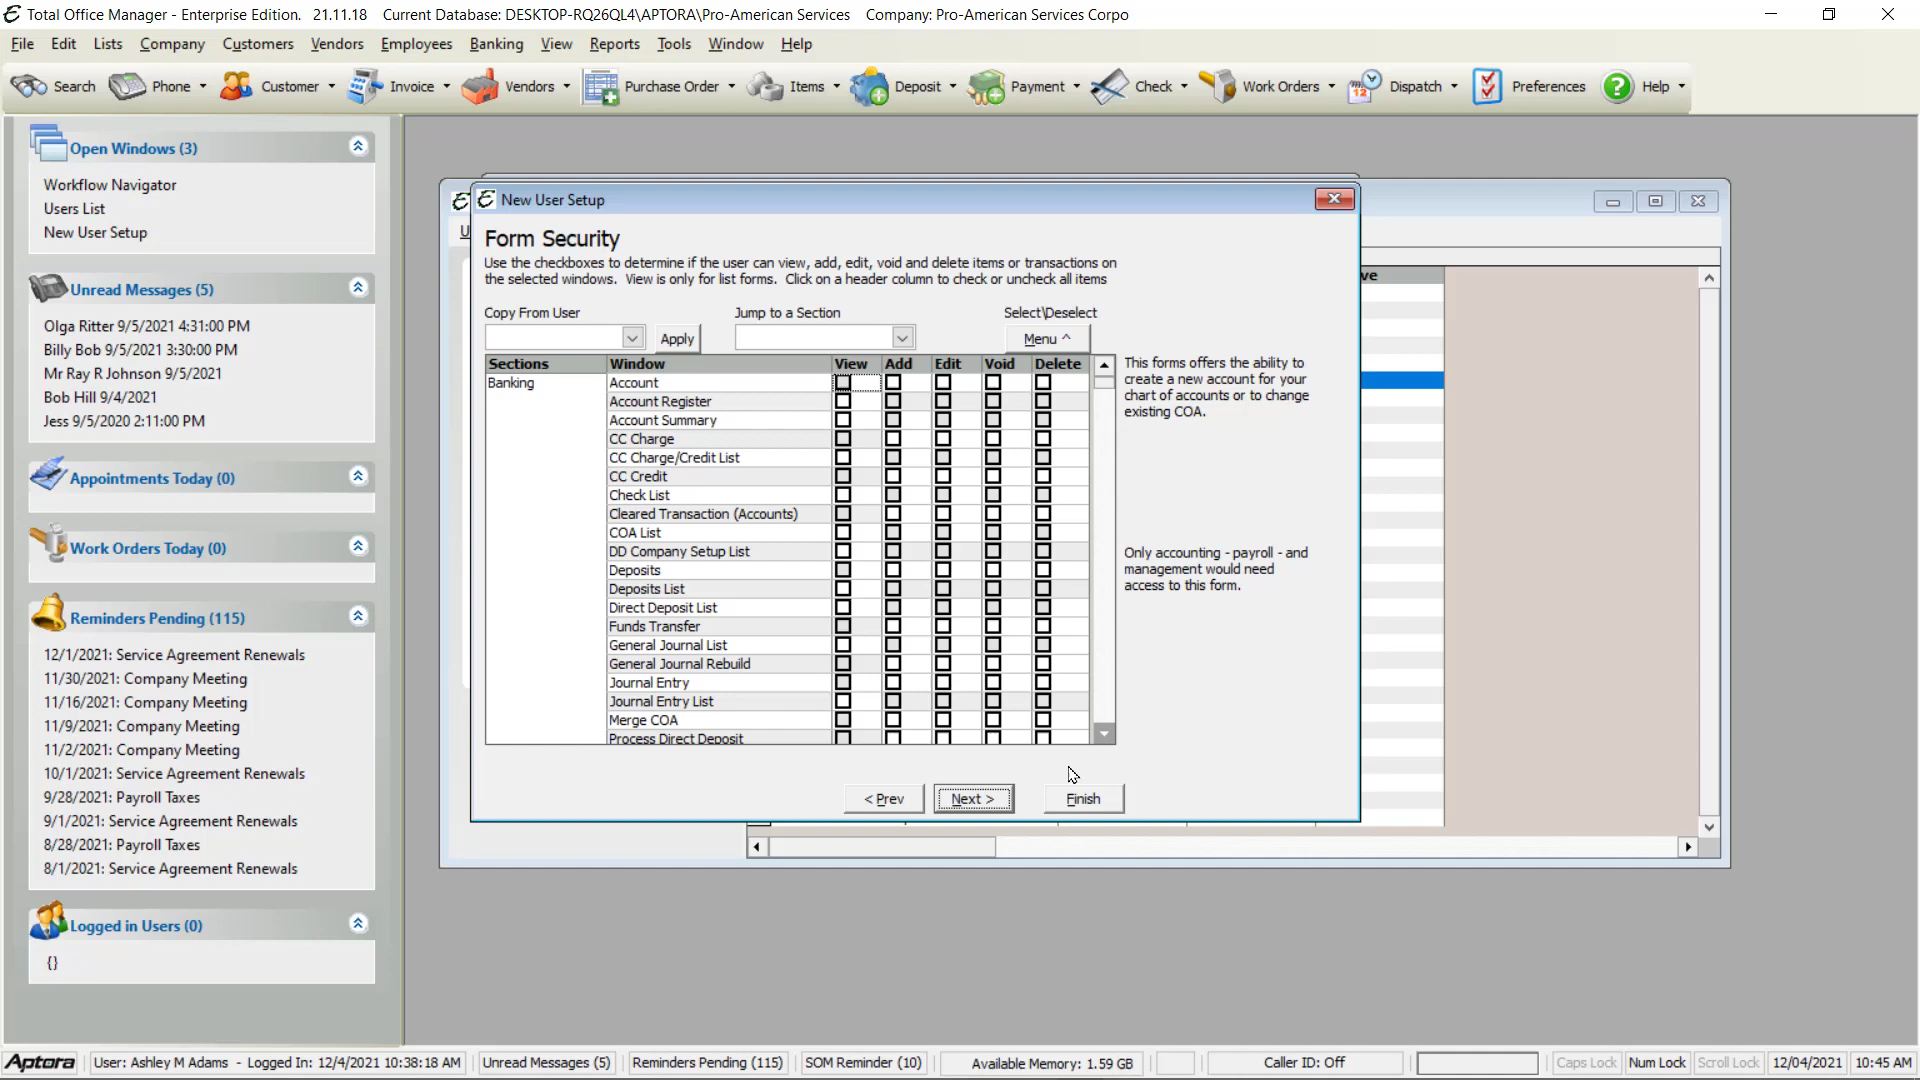 Total Office Manager - Enterprise Edition. 21.11.18 Current Database: DESKTOP-RQ26QL4\APTORA\Pro-American Services Company: Pro-American Services Corpo
File Edit Lists Company Customers Vendors Employees Banking View Reports Tools Window Help
Search Phone Customer Invoice Vendors Purchase Order Items Deposit Payment Check Work Orders Dispatch Preferences Help
Open Windows (3)
Workflow Navigator
Users List
New User Setup
Unread Messages (5)
Olga Ritter 9/5/2021 4:31:00 PM
Billy Bob 9/5/2021 3:30:00 PM
Mr Ray R Johnson 9/5/2021
Bob Hill 9/4/2021
Jess 9/5/2020 2:11:00 PM
Appointments Today (0)
Work Orders Today (0)
Reminders Pending (115)
12/1/2021: Service Agreement Renewals
11/30/2021: Company Meeting
11/16/2021: Company Meeting
11/9/2021: Company Meeting
11/2/2021: Company Meeting
10/1/2021: Service Agreement Renewals
9/28/2021: Payroll Taxes
9/1/2021: Service Agreement Renewals
8/28/2021: Payroll Taxes
8/1/2021: Service Agreement Renewals
Logged in Users (0)
{}
New User Setup
Form Security
Use the checkboxes to determine if the user can view, add, edit, void and delete items or transactions on
the selected windows. View is only for list forms. Click on a header column to check or uncheck all items
Copy From User Jump to a Section Select\Deselect
Apply Menu ^
Sections Window View Add Edit Void Delete
Banking Account
Account Register
Account Summary
CC Charge
CC Charge/Credit List
CC Credit
Check List
Cleared Transaction (Accounts)
COA List
DD Company Setup List
Deposits
Deposits List
Direct Deposit List
Funds Transfer
General Journal List
General Journal Rebuild
Journal Entry
Journal Entry List
Merge COA
Process Direct Deposit
This forms offers the ability to
create a new account for your
chart of accounts or to change
existing COA.
Only accounting - payroll - and
management would need
access to this form.
< Prev Next > Finish
Aptora User: Ashley M Adams - Logged In: 12/4/2021 10:38:18 AM Unread Messages (5) Reminders Pending (115) SOM Reminder (10) Available Memory: 1.59 GB Caller ID: Off Caps Lock Num Lock Scroll Lock 12/04/2021 10:45 AM